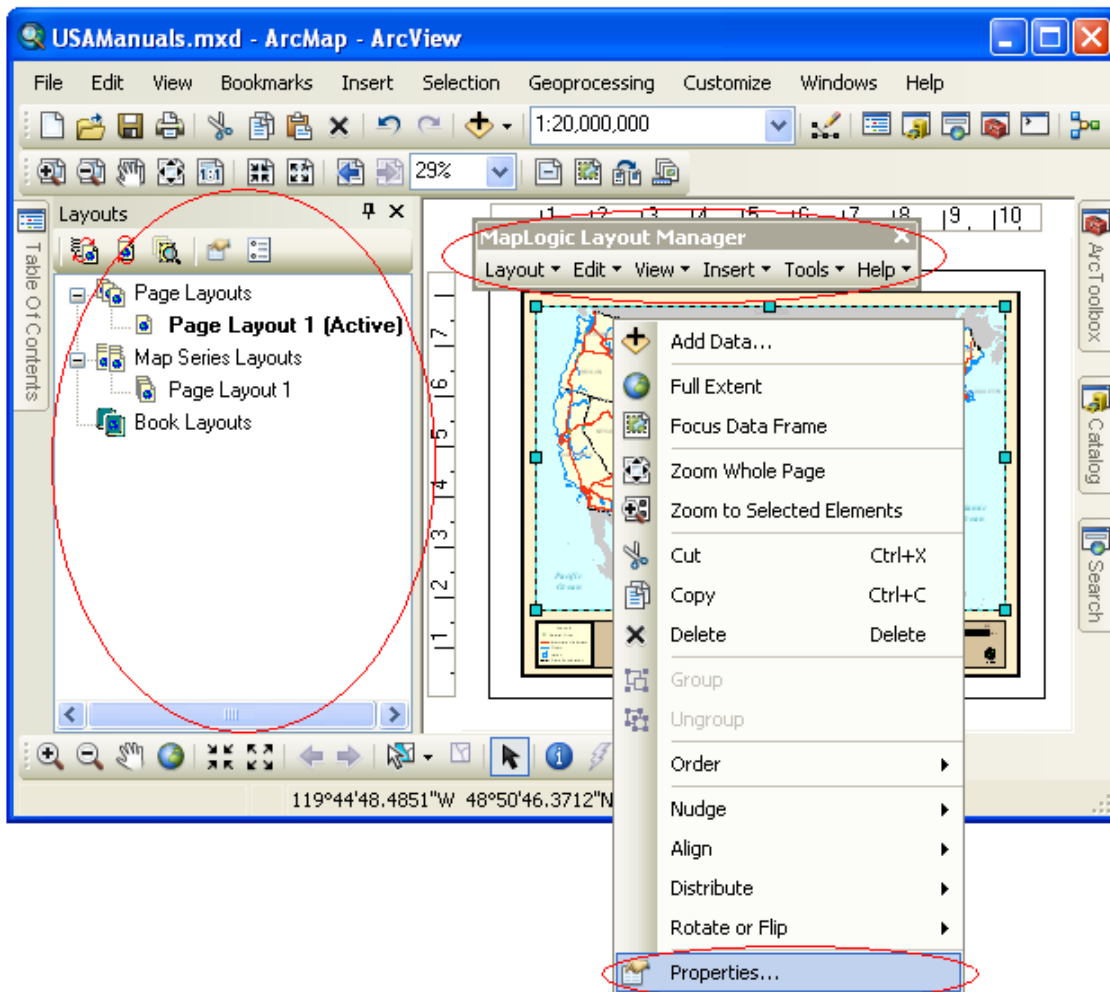 USAManuals.mxd - ArcMap - ArcView
File Edit View Bookmarks Insert Selection Geoprocessing Customize Windows Help
1:20,000,000
1:1
29%
Layouts
Table Of Contents
Page Layouts
Page Layout 1 (Active)
Map Series Layouts
Page Layout 1
Book Layouts
1 2 3 4 5 6 7 8 9 10
7
6
5
4
3
2
1
MapLogic Layout Manager
Layout Edit View Insert Tools Help
Add Data...
Full Extent
Focus Data Frame
Zoom Whole Page
Zoom to Selected Elements
Cut Ctrl+X
Copy Ctrl+C
Delete Delete
Group
Ungroup
Order
Nudge
Align
Distribute
Rotate or Flip
Properties...
Pacific
Ocean
ArcToolbox
Catalog
Search
119°44'48.4851"W 48°50'46.3712"N